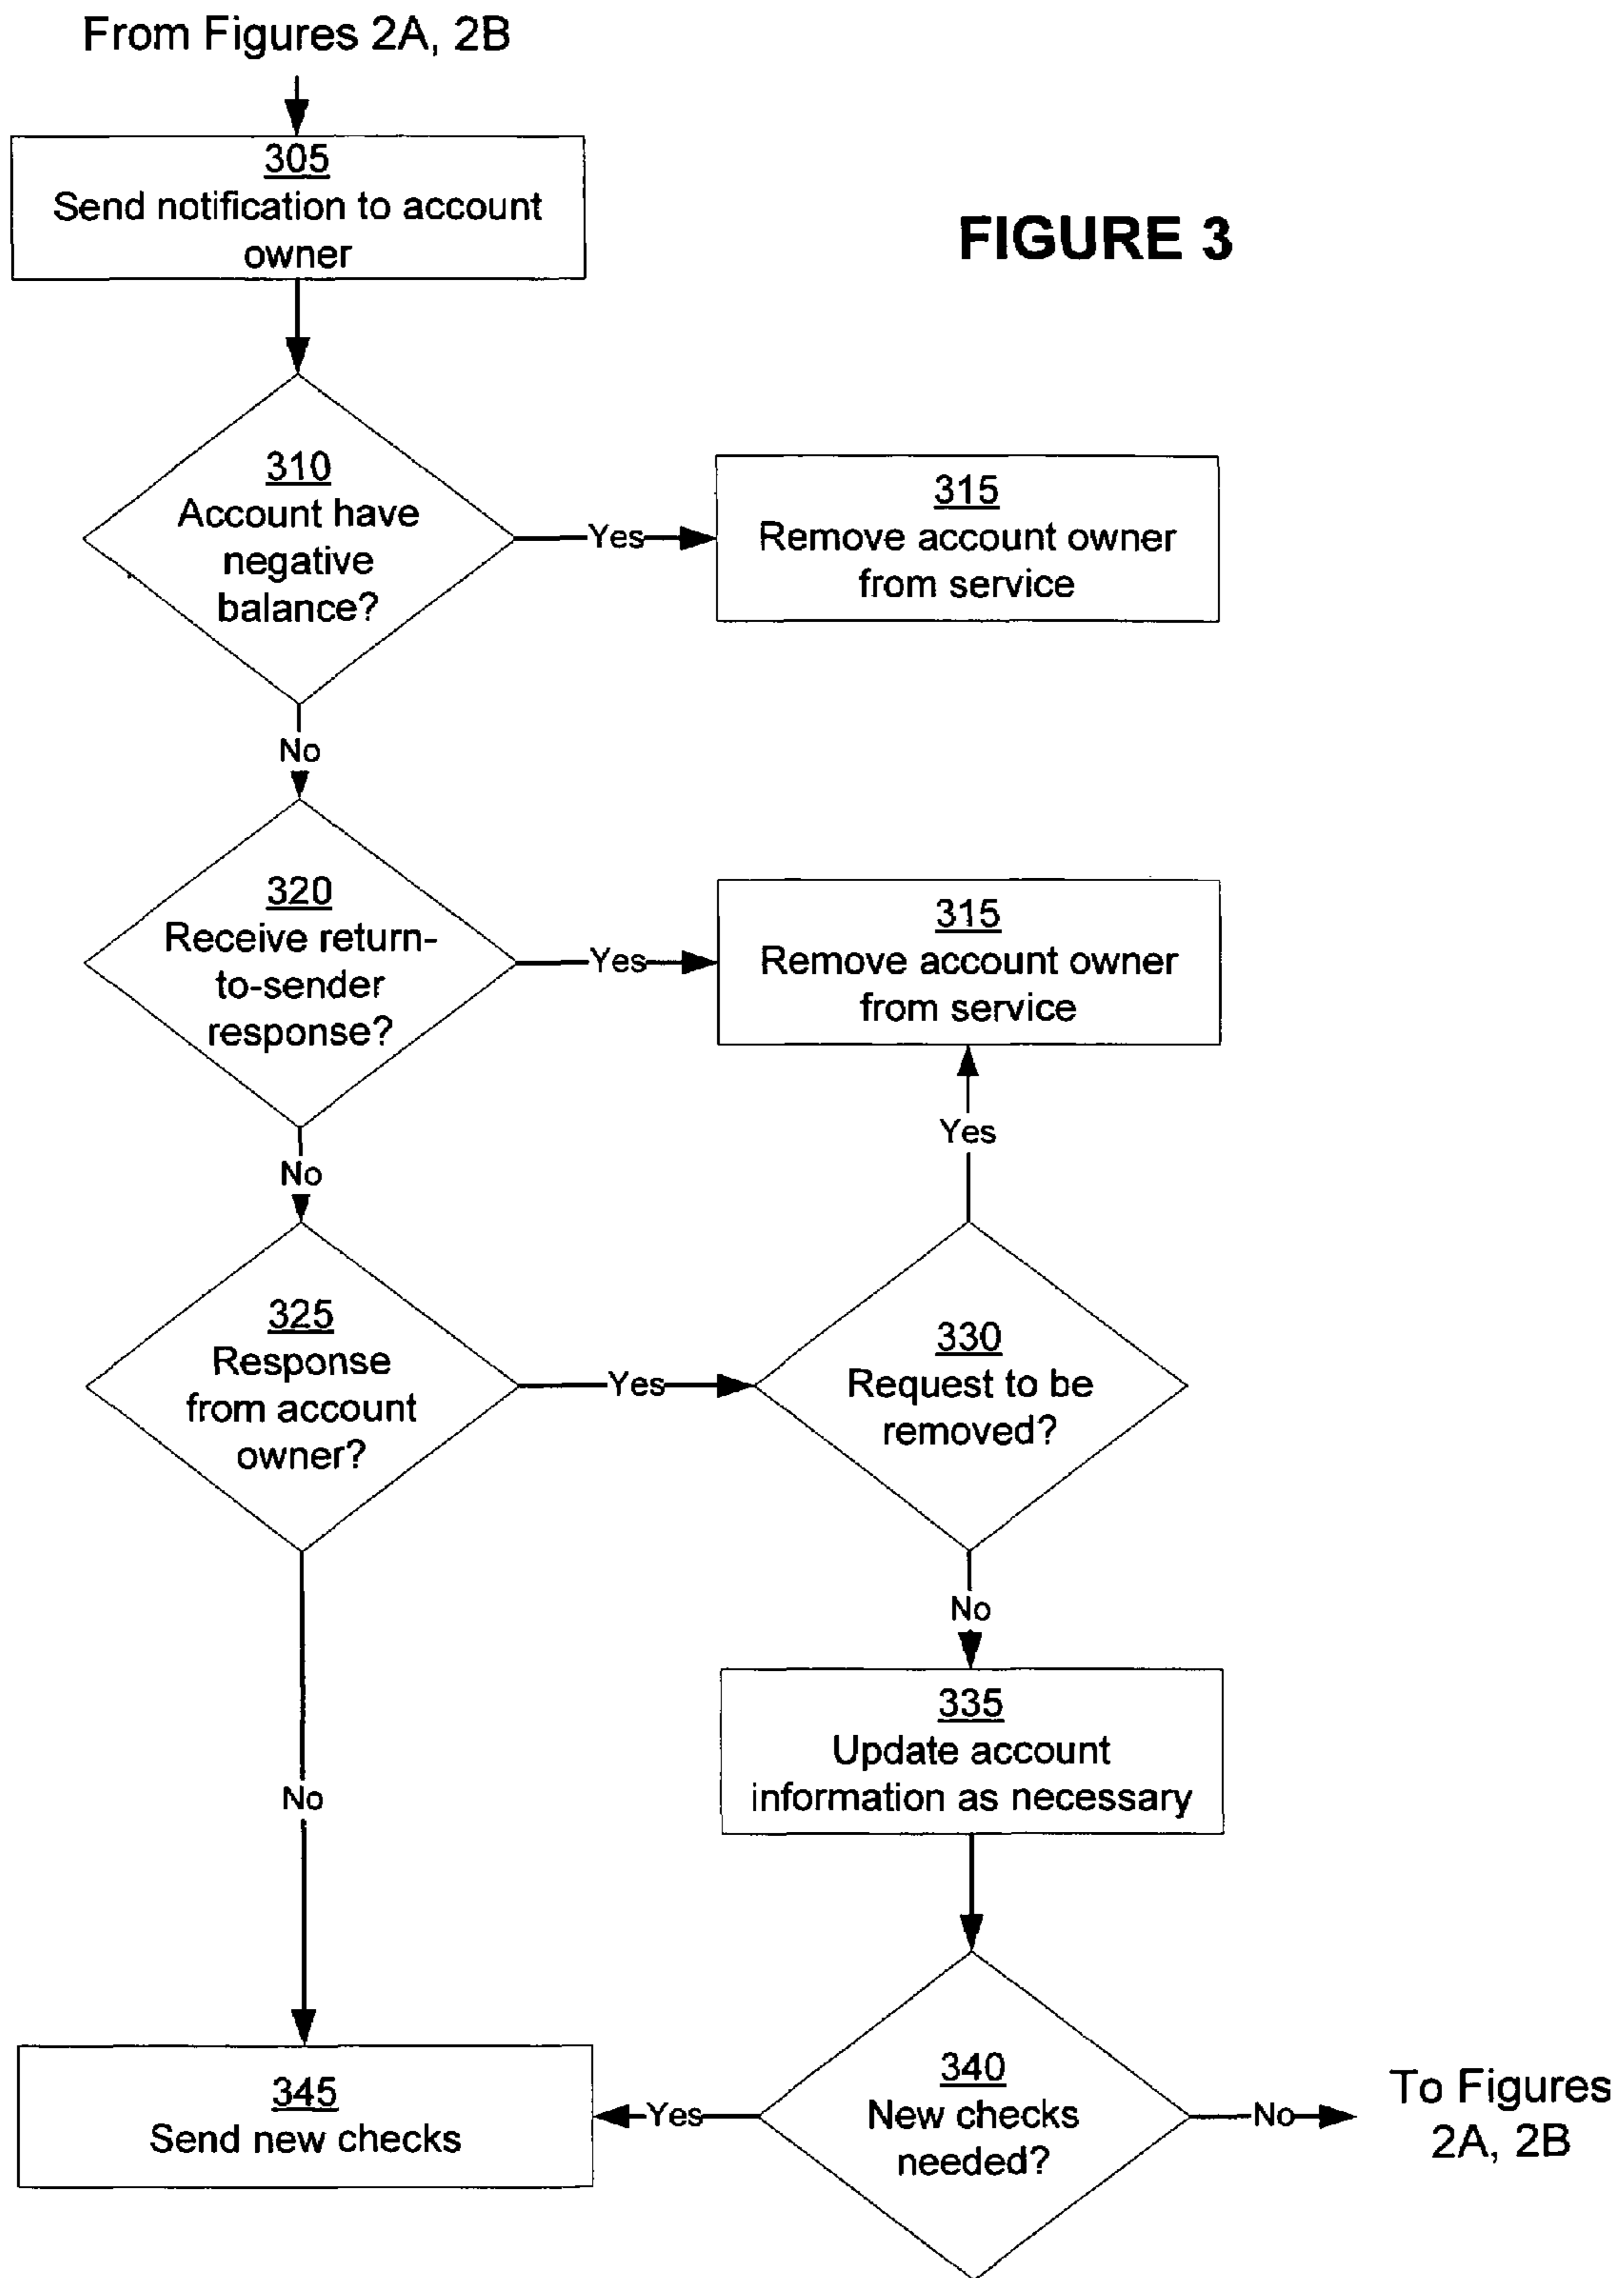 From Figures 2A, 2B
305
Send notification to account
owner
FIGURE 3
310
Account have
negative
balance?
Yes
315
Remove account owner
from service
No
320
Receive return-
to-sender
response?
Yes
315
Remove account owner
from service
Yes
No
325
Response
from account
owner?
Yes
330
Request to be
removed?
No
335
Update account
information as necessary
No
345
Send new checks
Yes
340
New checks
needed?
No
To Figures
2A, 2B